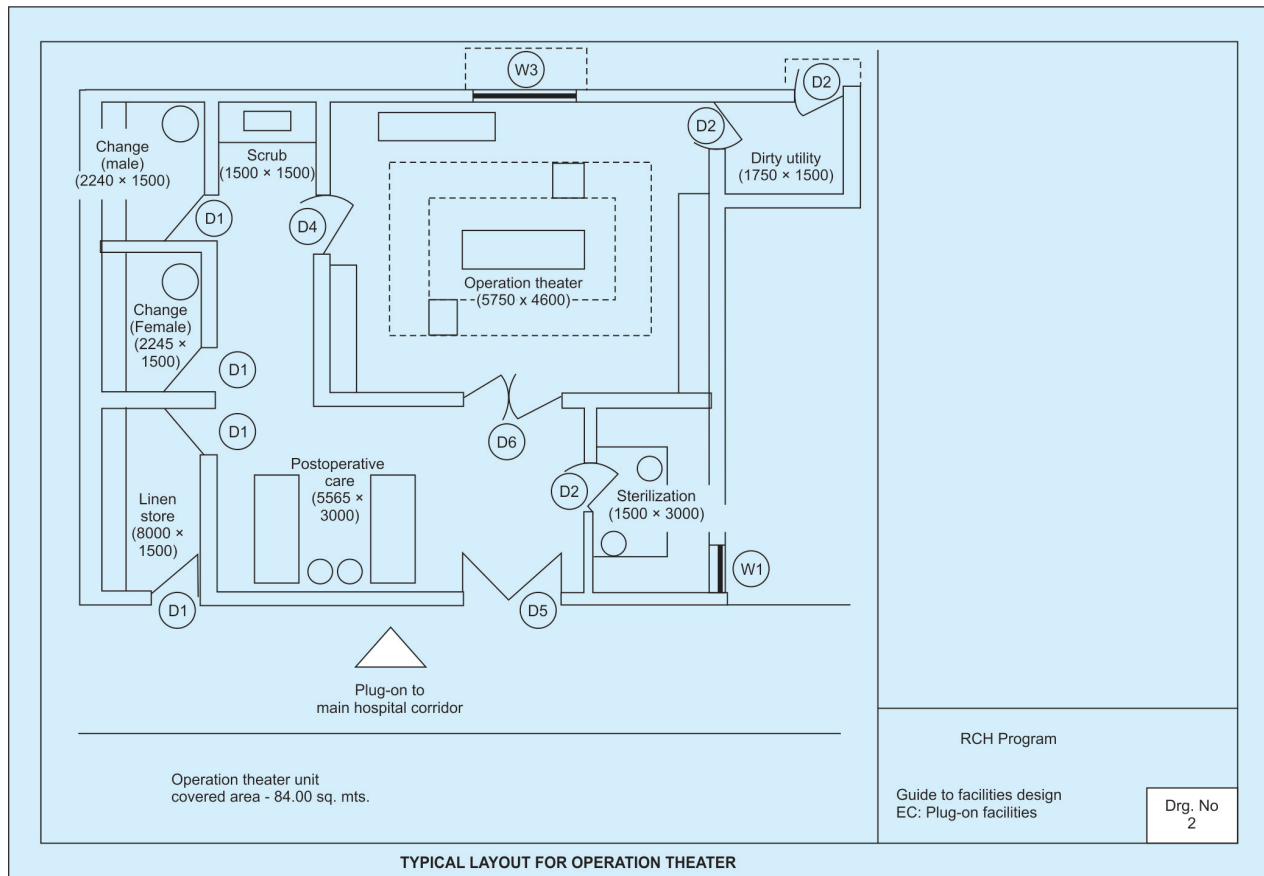 W3
D2
D2
Change
(male)
(2240 × 1500)
Scrub
(1500 × 1500)
Dirty utility
(1750 × 1500)
D1
D4
Operation theater
(5750 x 4600)
Change
(Female)
(2245 ×
1500)
D1
D1
D6
Postoperative
care
(5565 ×
3000)
D2
Sterilization
(1500 × 3000)
Linen
store
(8000 ×
1500)
W1
D1
D5
Plug-on to
main hospital corridor
RCH Program
Operation theater unit
covered area - 84.00 sq. mts.
Guide to facilities design
EC: Plug-on facilities
Drg. No
2
TYPICAL LAYOUT FOR OPERATION THEATER